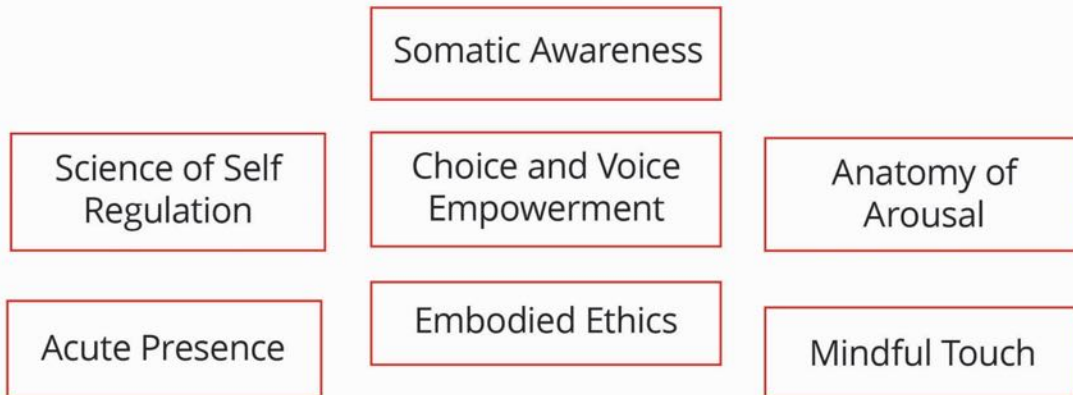 Somatic Awareness
Science of Self
Regulation
Choice and Voice
Empowerment
Anatomy of
Arousal
Acute Presence
Embodied Ethics
Mindful Touch